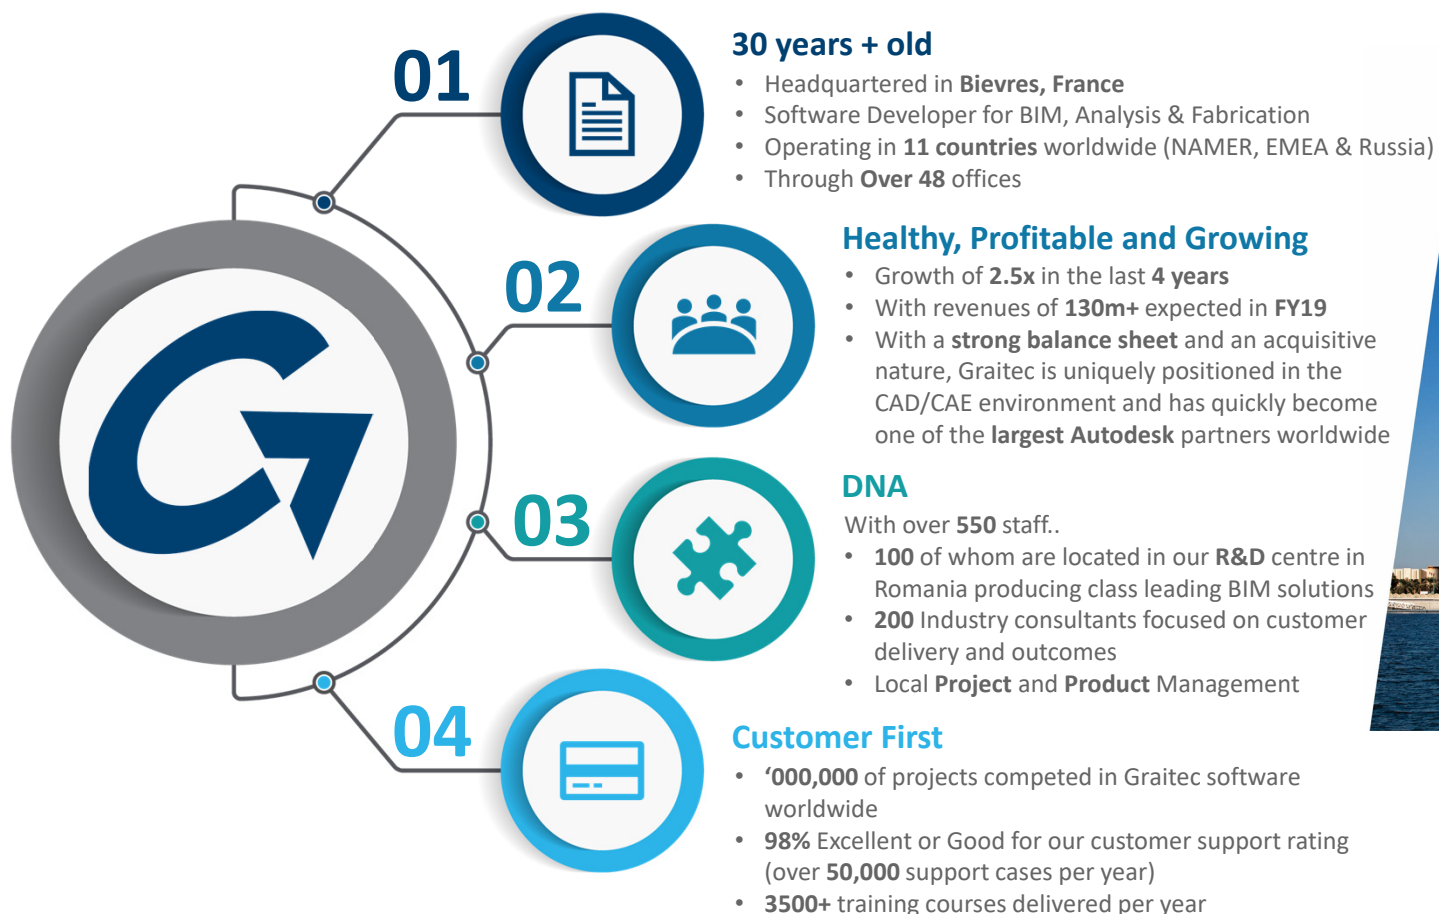 01
30 years + old
• Headquartered in Bievres, France
• Software Developer for BIM, Analysis & Fabrication
• Operating in 11 countries worldwide (NAMER, EMEA & Russia)
• Through Over 48 offices
02
Healthy, Profitable and Growing
• Growth of 2.5x in the last 4 years
• With revenues of 130m+ expected in FY19
• With a strong balance sheet and an acquisitive
nature, Graitec is uniquely positioned in the
CAD/CAE environment and has quickly become
one of the largest Autodesk partners worldwide
03
DNA
With over 550 staff..
• 100 of whom are located in our R&D centre in
Romania producing class leading BIM solutions
• 200 Industry consultants focused on customer
delivery and outcomes
• Local Project and Product Management
04
Customer First
• ‘000,000 of projects competed in Graitec software
worldwide
• 98% Excellent or Good for our customer support rating
(over 50,000 support cases per year)
• 3500+ training courses delivered per year